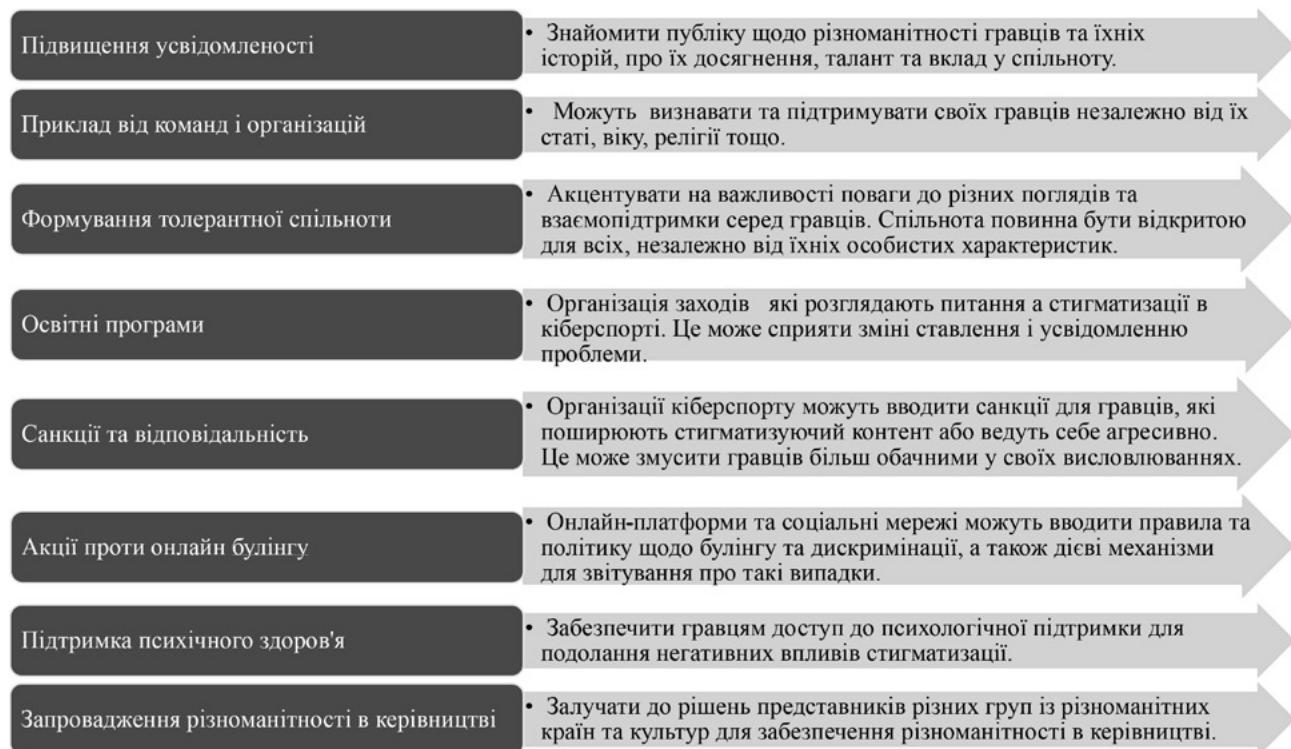 Підвищення усвідомленості
• Знайомити публіку щодо різноманітності гравців та їхніх
історій, про їх досягнення, талант та вклад у спільноту.
Приклад від команд і організацій
• Можуть визнавати та підтримувати своїх гравців незалежно від їх
статі, віку, релігії тощо.
Формування толерантної спільноти
• Акцентувати на важливості поваги до різних поглядів та
взаємопідтримки серед гравців. Спільнота повинна бути відкритою
для всіх, незалежно від їхніх особистих характеристик.
Освітні програми
• Організація заходів які розглядають питання а стигматизації в
кіберспорті. Це може сприяти зміні ставлення і усвідомленню
проблеми.
Санкції та відповідальність
• Організації кіберспорту можуть вводити санкції для гравців, які
поширюють стигматизуючий контент або ведуть себе агресивно.
Це може змусити гравців більш обачними у своїх висловлюваннях.
Акції проти онлайн булінгу
• Онлайн-платформи та соціальні мережі можуть вводити правила та
політику щодо булінгу та дискримінації, а також дієві механізми
для звітування про такі випадки.
Підтримка психічного здоров'я
• Забезпечити гравцям доступ до психологічної підтримки для
подолання негативних впливів стигматизації.
Запровадження різноманітності в керівництві
• Залучати до рішень представників різних груп із різноманітних
країн та культур для забезпечення різноманітності в керівництві.